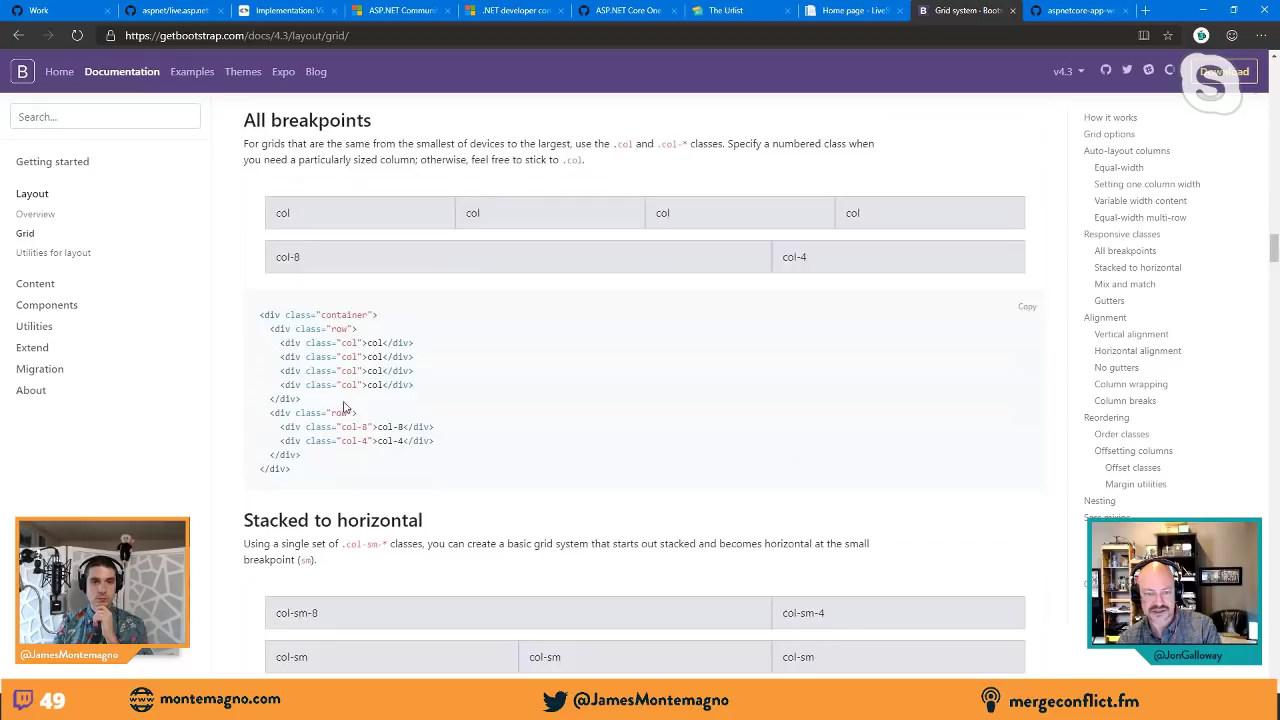 Work
aspnet/live.asp.net
Implementation: Vi
ASP.NET Commun
.NET developer con
ASP.NET Core One
The Urlist
Home page - LiveS
Grid system - Boots
aspnetcore-app-wo
https://getbootstrap.com/docs/4.3/layout/grid/
B
Home
Documentation
Examples
Themes
Expo
Blog
v4.3
Download
Search...
Getting started
Layout
Overview
Grid
Utilities for layout
Content
Components
Utilities
Extend
Migration
About
All breakpoints
For grids that are the same from the smallest of devices to the largest, use the .col and .col-* classes. Specify a numbered class when
you need a particularly sized column; otherwise, feel free to stick to .col.
col col col col
col-8 col-4
Copy
<div class="container">
<div class="row">
<div class="col">col</div>
<div class="col">col</div>
<div class="col">col</div>
<div class="col">col</div>
</div>
<div class="row">
<div class="col-8">col-8</div>
<div class="col-4">col-4</div>
</div>
</div>
Stacked to horizontal
Using a single set of .col-sm-* classes, you can create a basic grid system that starts out stacked and becomes horizontal at the small
breakpoint (sm).
col-sm-8 col-sm-4
col-sm col-sm col-sm
How it works
Grid options
Auto-layout columns
Equal-width
Setting one column width
Variable width content
Equal-width multi-row
Responsive classes
All breakpoints
Stacked to horizontal
Mix and match
Gutters
Alignment
Vertical alignment
Horizontal alignment
No gutters
Column wrapping
Column breaks
Reordering
Order classes
Offsetting columns
Offset classes
Margin utilities
Nesting
@JamesMontemagno
@JonGalloway
49
montemagno.com
@JamesMontemagno
mergeconflict.fm